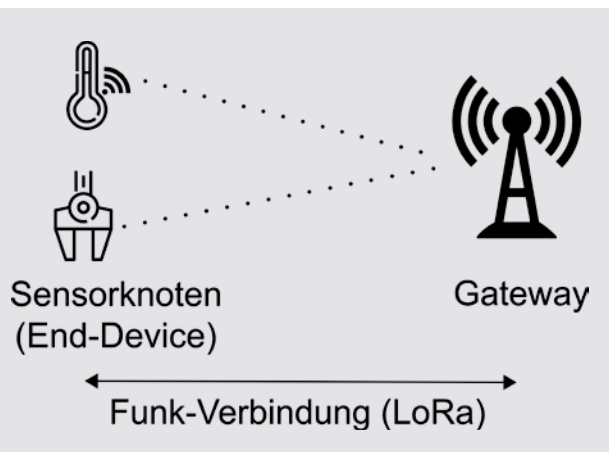 Sensorknoten
(End-Device)
Gateway
Funk-Verbindung (LoRa)